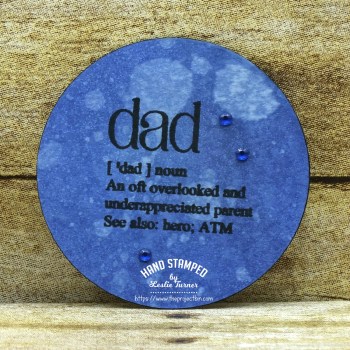 dad
[ 'dad ] noun
An oft overlooked and
underappreciated parent
See also: hero; ATM
HAND STAMPED
by
Leslie Turner